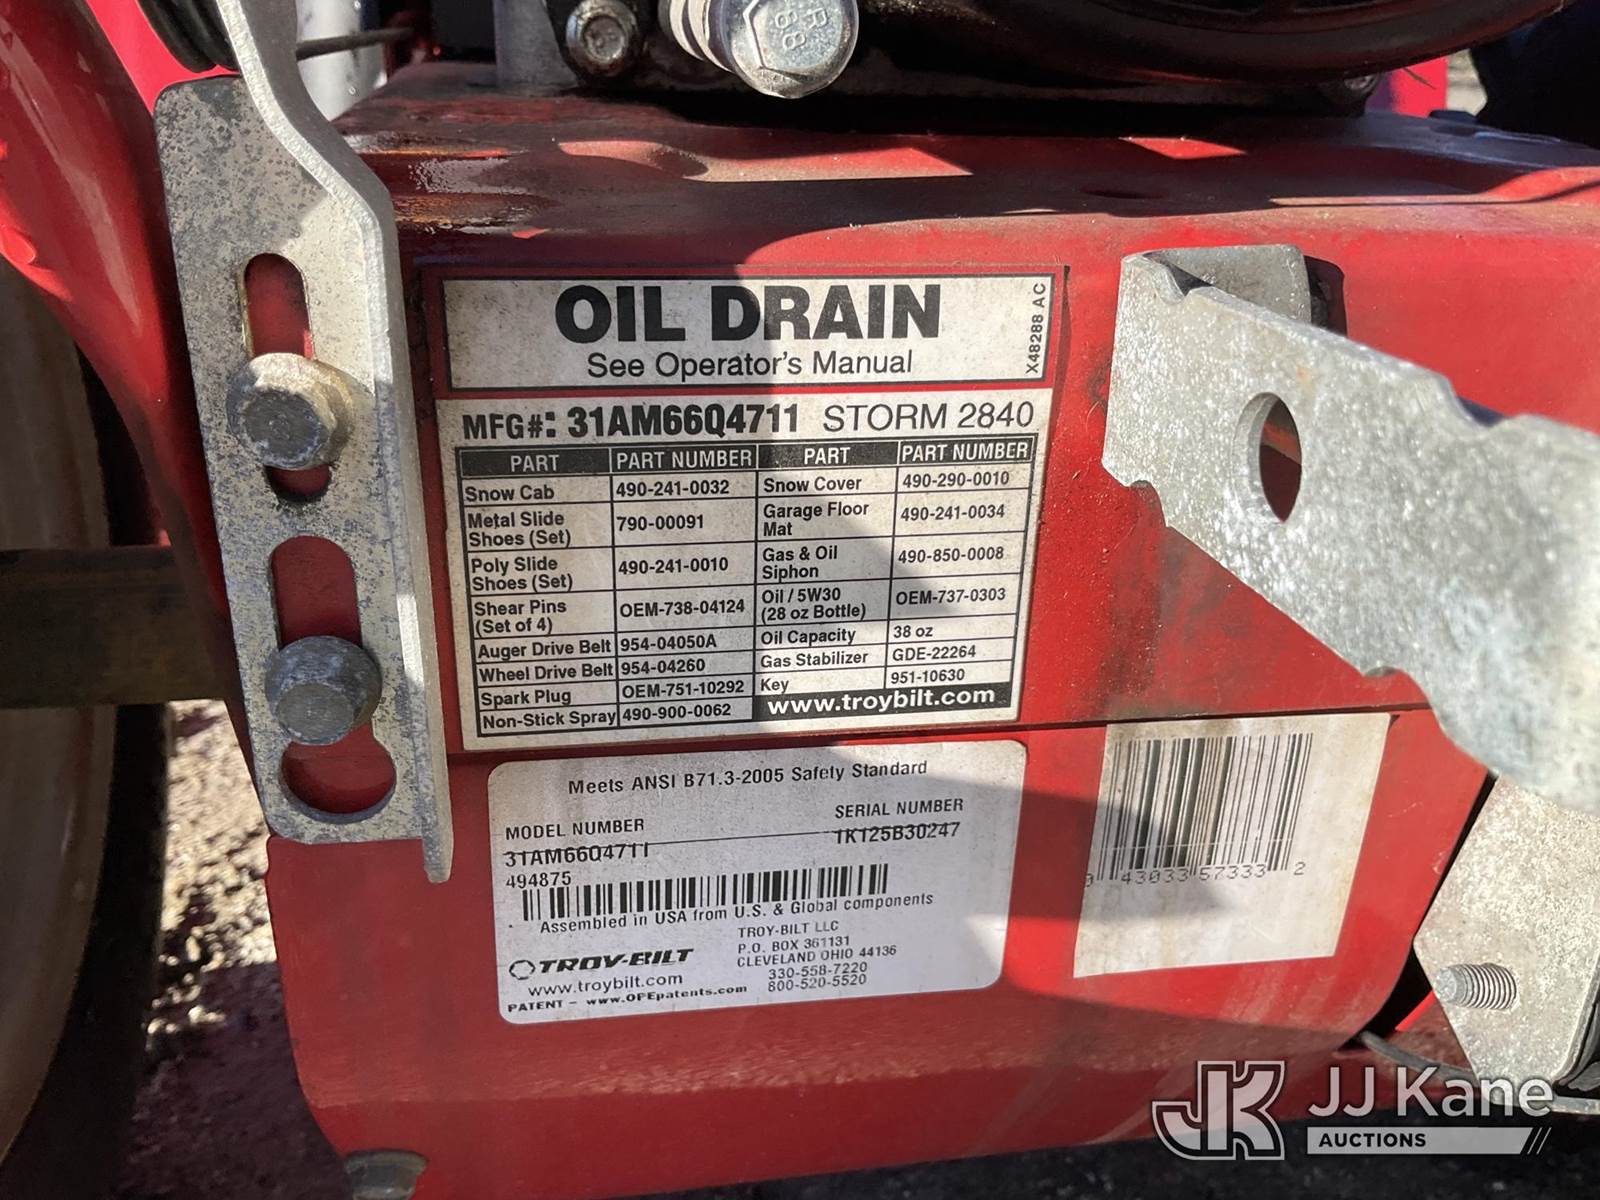 R
88
OIL DRAIN
See Operator's Manual
X48288 AC
MFG#: 31AM66Q4711 STORM 2840
PART PART NUMBER PART PART NUMBER
Snow Cab 490-241-0032 Snow Cover 490-290-0010
Metal Slide Shoes (Set) 790-00091 Garage Floor Mat 490-241-0034
Poly Slide Shoes (Set) 490-241-0010 Gas & Oil Siphon 490-850-0008
Shear Pins (Set of 4) OEM-738-04124 Oil / 5W30 (28 oz Bottle) OEM-737-0303
Auger Drive Belt 954-04050A Oil Capacity 38 oz
Wheel Drive Belt 954-04260 Gas Stabilizer GDE-22264
Spark Plug OEM-751-10292 Key 951-10630
Non-Stick Spray 490-900-0062 www.troybilt.com
Meets ANSI B71.3-2005 Safety Standard
MODEL NUMBER SERIAL NUMBER
31AM66Q4711 1K125B30247
494875
Assembled in USA from U.S. & Global components
TROY-BILT
www.troybilt.com
PATENT - www.OPEpatents.com
TROY-BILT LLC
P.O. BOX 361131
CLEVELAND OHIO 44136
330-558-7220
800-520-5520
0 43033 57333 2
JK JJ Kane
AUCTIONS